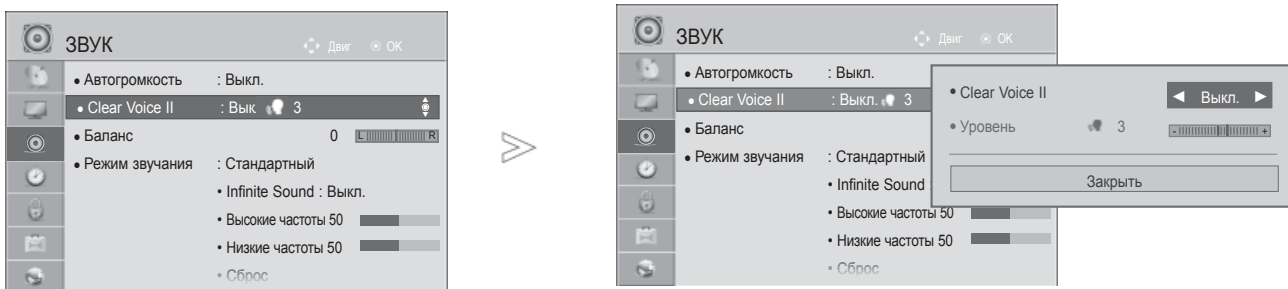 ЗВУК
Двиг OK
• Автогромкость : Выкл.
• Clear Voice II : Вык 3
• Баланс 0 L R
• Режим звучания : Стандартный
• Infinite Sound : Выкл.
• Высокие частоты 50
• Низкие частоты 50
• Сброс
ЗВУК
Двиг OK
• Автогромкость : Выкл.
• Clear Voice II : Выкл. 3
• Баланс
• Режим звучания : Стандартный
• Infinite Sound :
• Высокие частоты 50
• Низкие частоты 50
• Сброс
• Clear Voice II ◄ Выкл. ►
• Уровень 3 - +
Закрыть